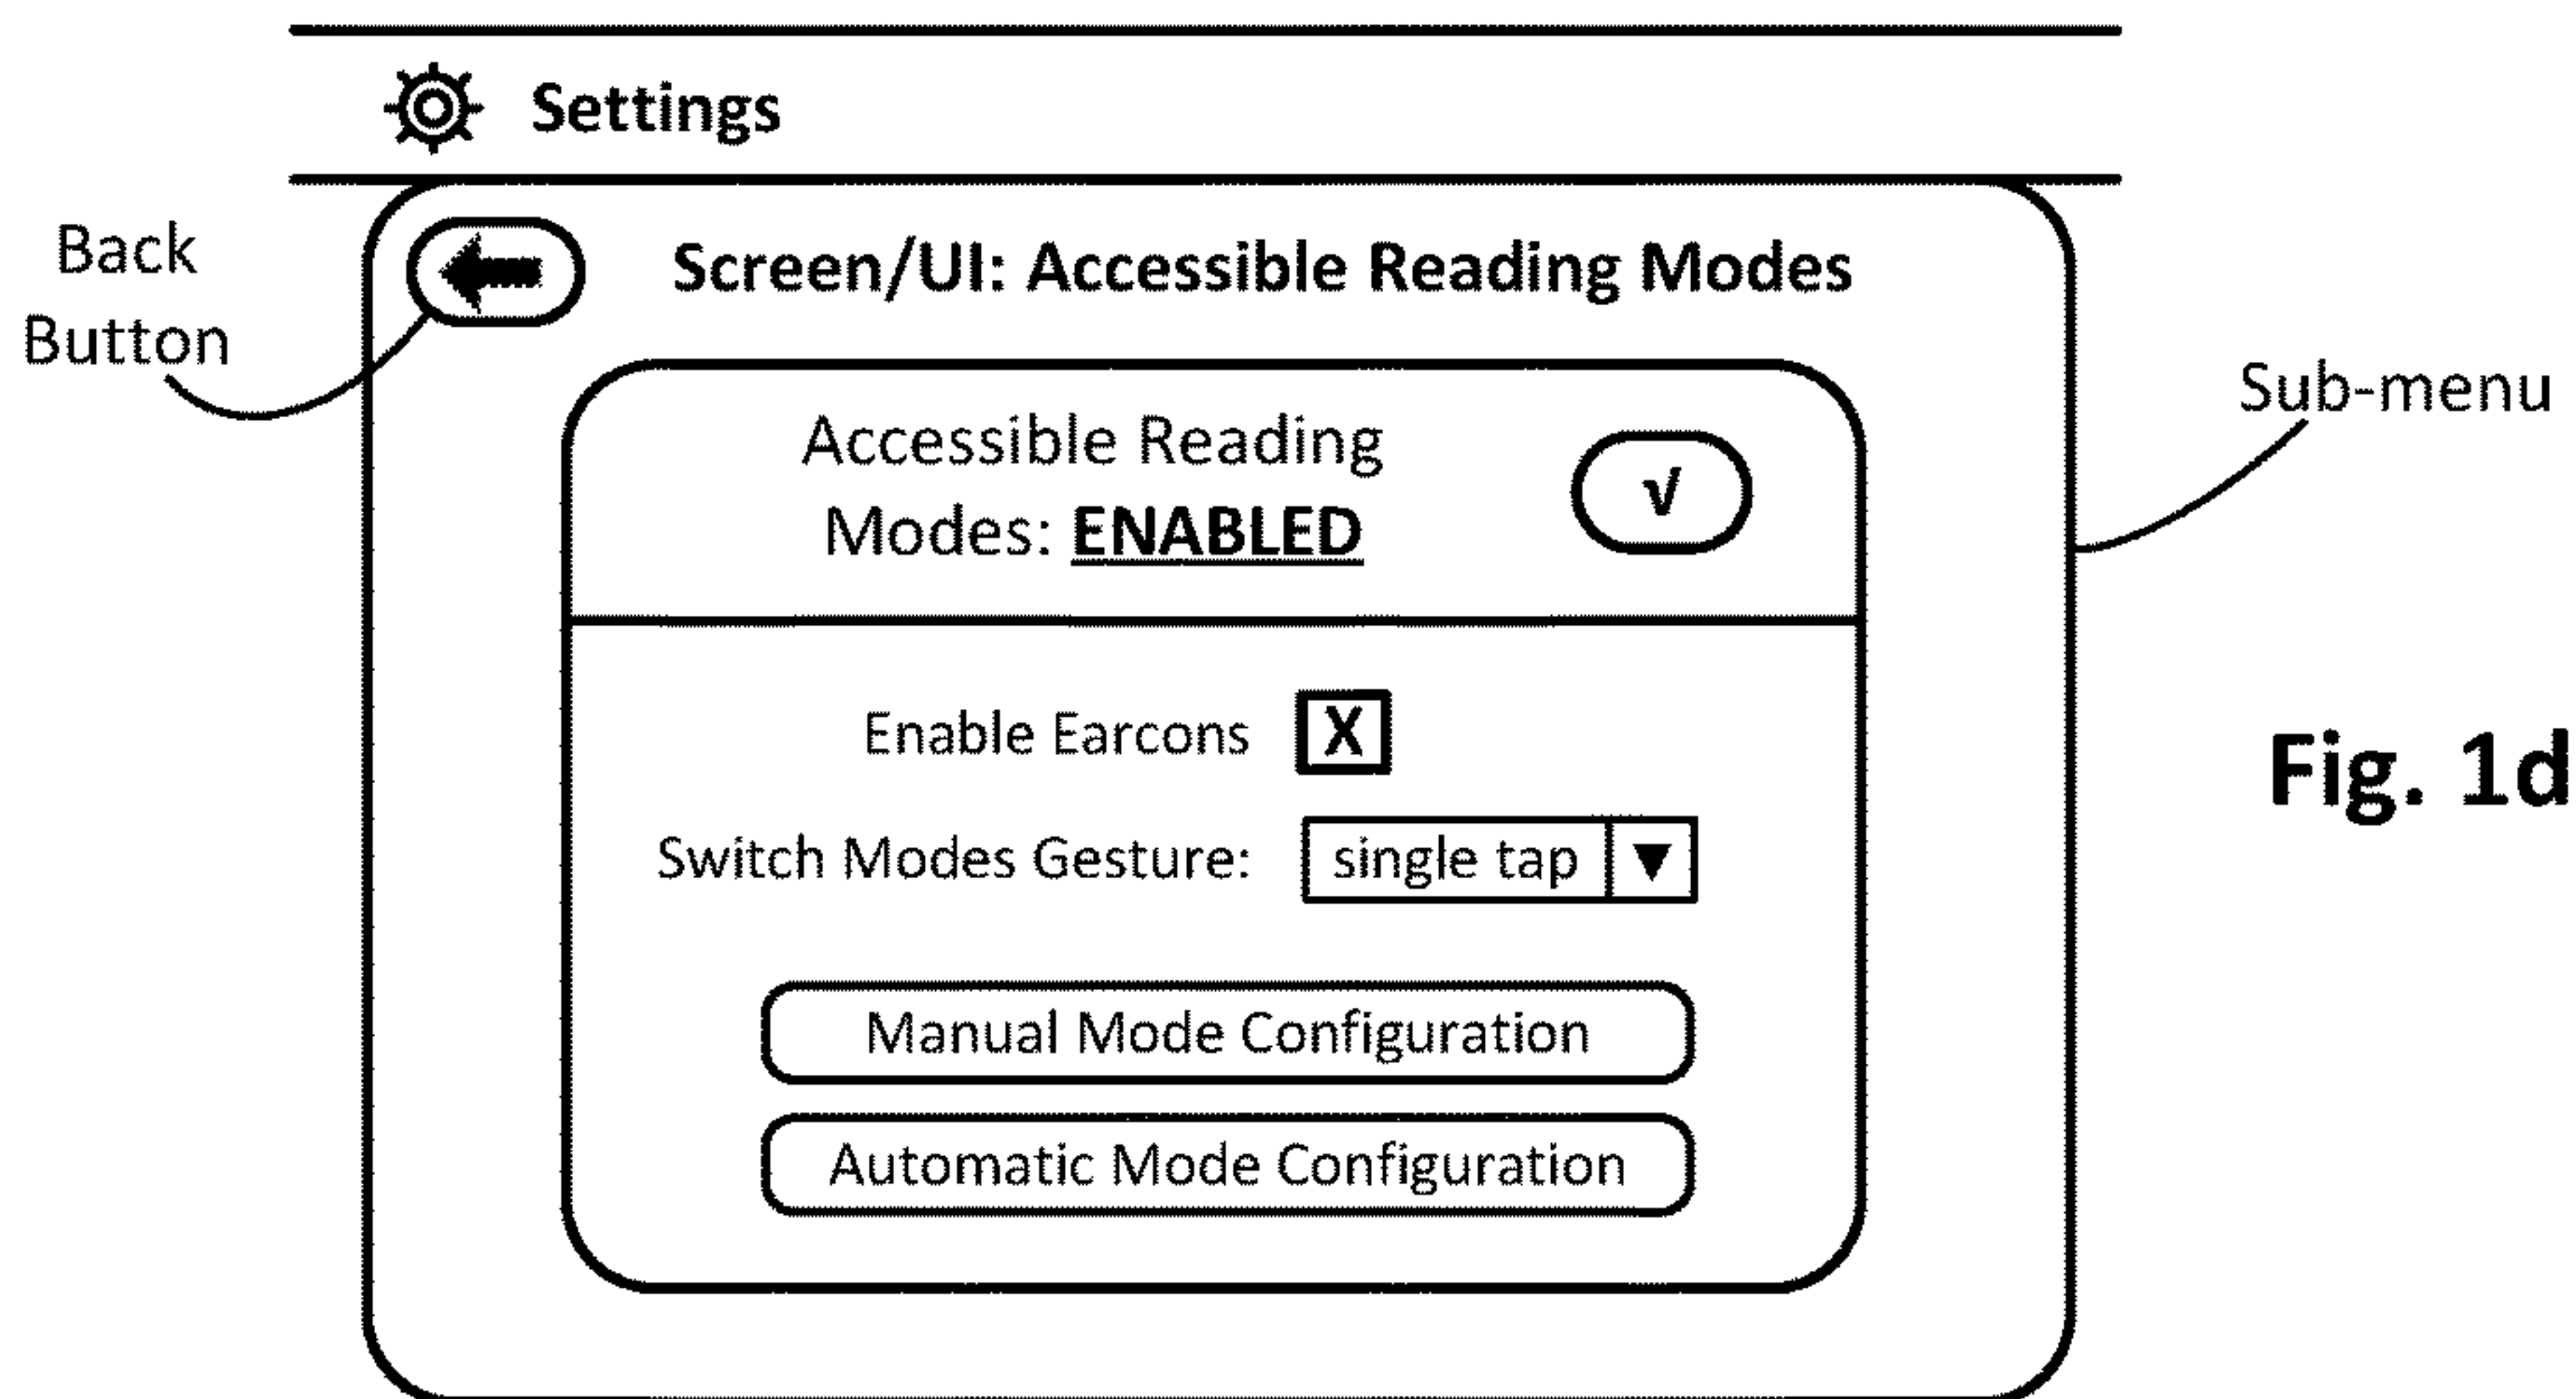 Settings
Back
Button
Screen/UI: Accessible Reading Modes
Sub-menu
Accessible Reading
Modes: ENABLED
√
Enable Earcons X
Switch Modes Gesture: single tap ▼
Fig. 1d
Manual Mode Configuration
Automatic Mode Configuration